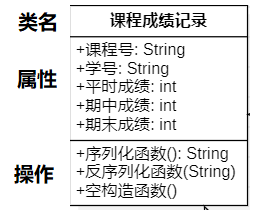 类名
课程成绩记录
属性
+课程号: String
+学号: String
+平时成绩: int
+期中成绩: int
+期末成绩: int
操作
+序列化函数(): String
+反序列化函数(String)
+空构造函数()